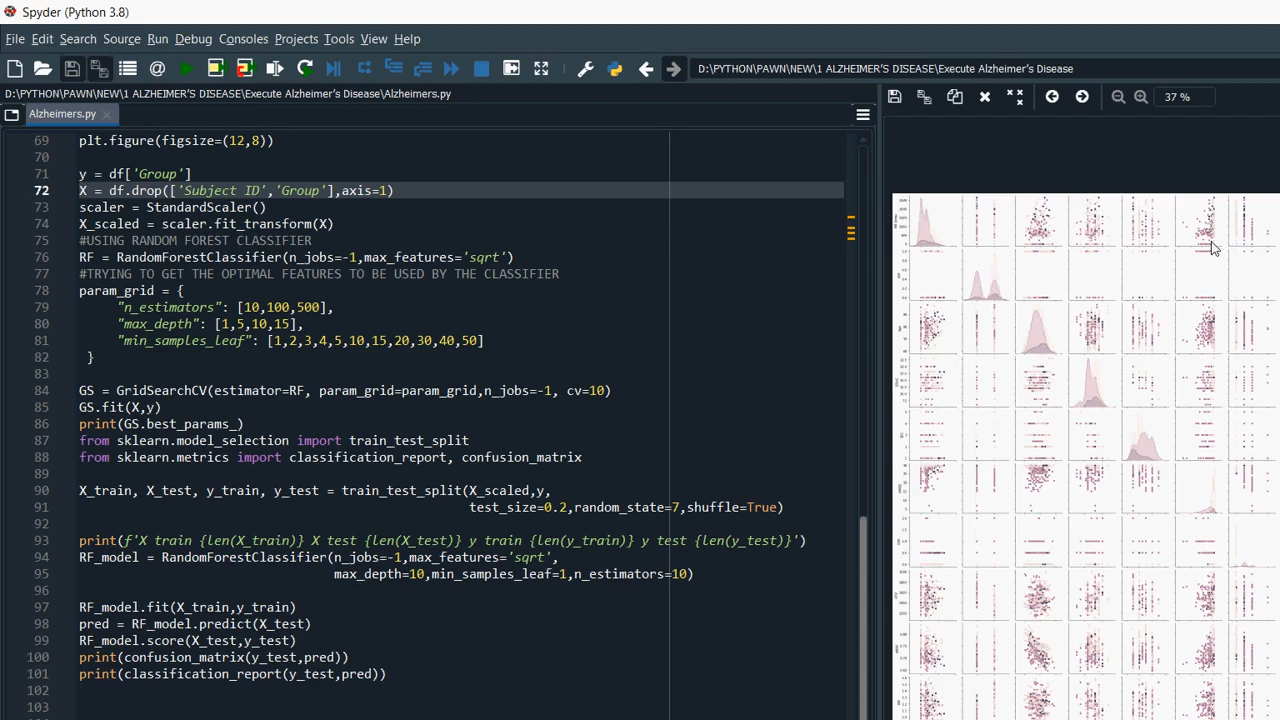 Spyder (Python 3.8)
File Edit Search Source Run Debug Consoles Projects Tools View Help
D:\PYTHON\PAWN\NEW\1 ALZHEIMER'S DISEASE\Execute Alzheimer's Disease
D:\PYTHON\PAWN\NEW\1 ALZHEIMER'S DISEASE\Execute Alzheimer's Disease\Alzheimers.py
Alzheimers.py
37 %
69 plt.figure(figsize=(12,8))
70
71 y = df['Group']
72 X = df.drop(['Subject ID','Group'],axis=1)
73 scaler = StandardScaler()
74 X_scaled = scaler.fit_transform(X)
75 #USING RANDOM FOREST CLASSIFIER
76 RF = RandomForestClassifier(n_jobs=-1,max_features='sqrt')
77 #TRYING TO GET THE OPTIMAL FEATURES TO BE USED BY THE CLASSIFIER
78 param_grid = {
79 "n_estimators": [10,100,500],
80 "max_depth": [1,5,10,15],
81 "min_samples_leaf": [1,2,3,4,5,10,15,20,30,40,50]
82 }
83
84 GS = GridSearchCV(estimator=RF, param_grid=param_grid,n_jobs=-1, cv=10)
85 GS.fit(X,y)
86 print(GS.best_params_)
87 from sklearn.model_selection import train_test_split
88 from sklearn.metrics import classification_report, confusion_matrix
89
90 X_train, X_test, y_train, y_test = train_test_split(X_scaled,y,
91 test_size=0.2,random_state=7,shuffle=True)
92
93 print(f'X train {len(X_train)} X test {len(X_test)} y train {len(y_train)} y test {len(y_test)}')
94 RF_model = RandomForestClassifier(n_jobs=-1,max_features='sqrt',
95 max_depth=10,min_samples_leaf=1,n_estimators=10)
96
97 RF_model.fit(X_train,y_train)
98 pred = RF_model.predict(X_test)
99 RF_model.score(X_test,y_test)
100 print(confusion_matrix(y_test,pred))
101 print(classification_report(y_test,pred))
102
103